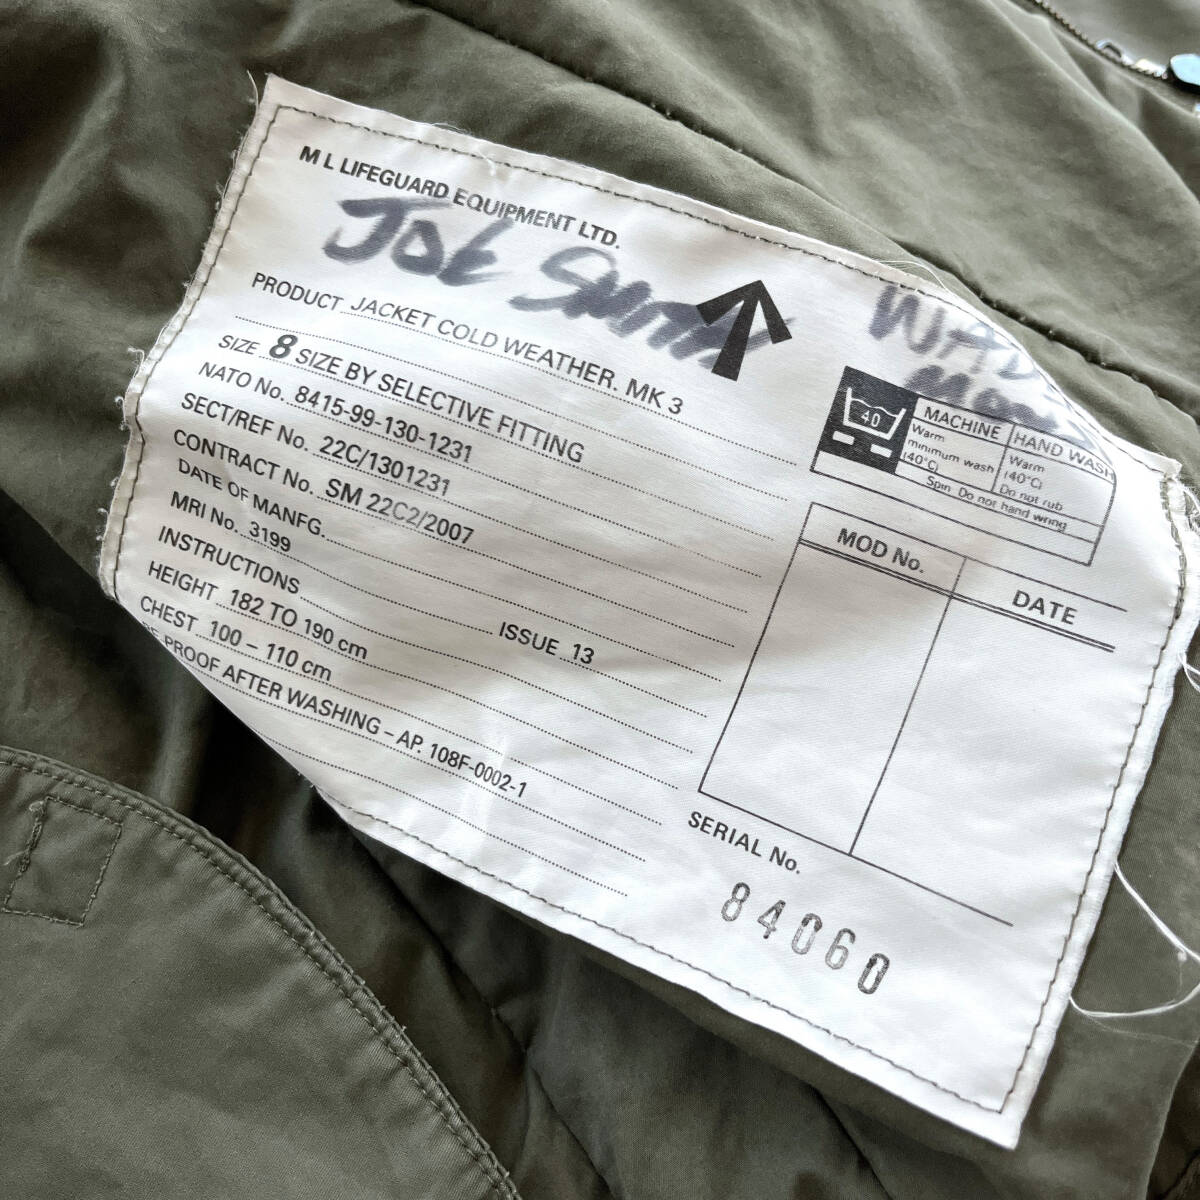 M L LIFEGUARD EQUIPMENT LTD.
JOE SMITH
PRODUCT JACKET COLD WEATHER. MK 3
SIZE 8 SIZE BY SELECTIVE FITTING
NATO No. 8415-99-130-1231
SECT/REF No. 22C/1301231
CONTRACT No. SM 22C2/2007
DATE OF MANFG.
MRI No. 3199
INSTRUCTIONS
ISSUE 13
HEIGHT 182 TO 190 cm
CHEST 100 – 110 cm
RE-PROOF AFTER WASHING – AP. 108F-0002-1
40
MACHINE
HAND WASH
Warm
minimum wash
(40°C)
Warm
(40°C)
Do not rub
Spin Do not hand wring
MOD No.
DATE
SERIAL No.
84060